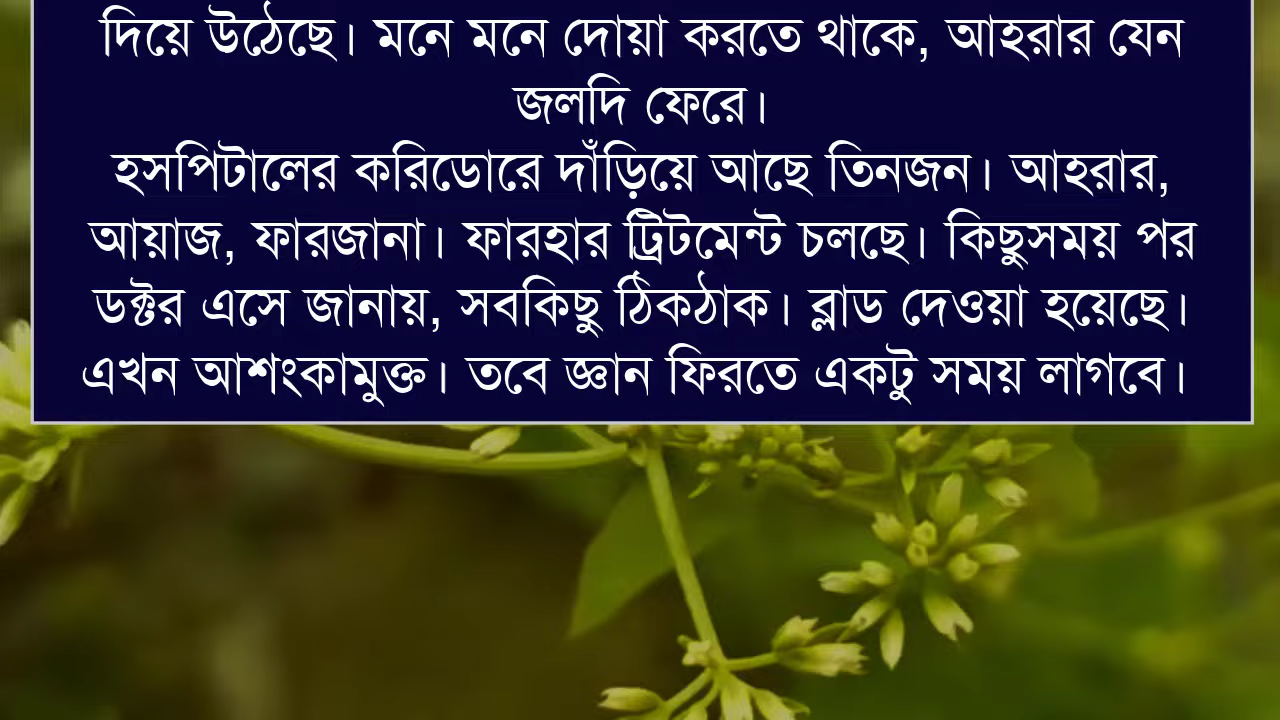 দিয়ে উঠেছে। মনে মনে দোয়া করতে থাকে, আহরার যেন
জলদি ফেরে।
হসপিটালের করিডোরে দাঁড়িয়ে আছে তিনজন। আহরার,
আয়াজ, ফারজানা। ফারহার ট্রিটমেন্ট চলছে। কিছুসময় পর
ডক্টর এসে জানায়, সবকিছু ঠিকঠাক। ব্লাড দেওয়া হয়েছে।
এখন আশংকামুক্ত। তবে জ্ঞান ফিরতে একটু সময় লাগবে।